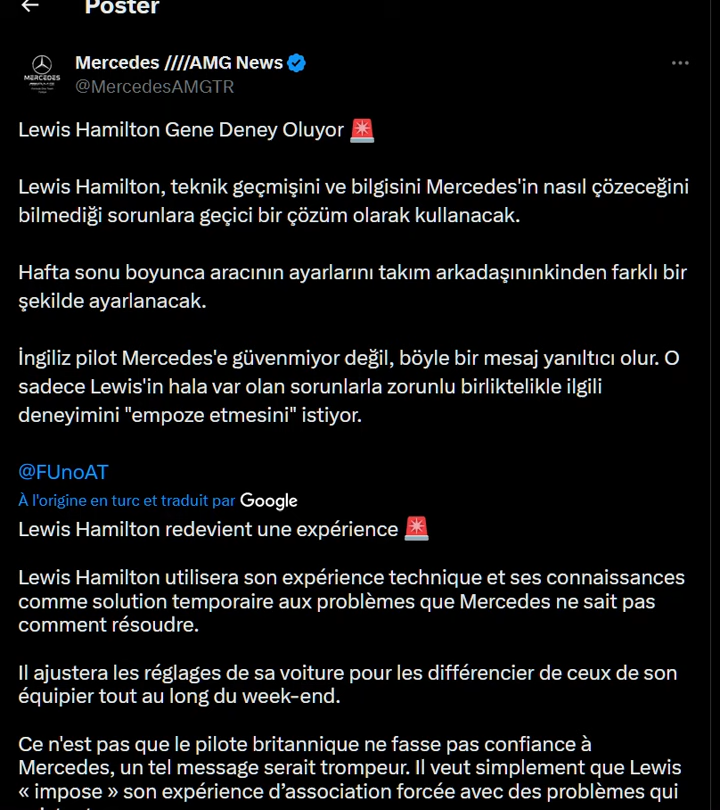 Poster
Mercedes ////AMG News
MERCEDES
@MercedesAMGTR
Lewis Hamilton Gene Deney Oluyor 🚨
Lewis Hamilton, teknik geçmişini ve bilgisini Mercedes'in nasıl çözeceğini
bilmediği sorunlara geçici bir çözüm olarak kullanacak.
Hafta sonu boyunca aracının ayarlarını takım arkadaşınınkinden farklı bir
şekilde ayarlanacak.
İngiliz pilot Mercedes'e güvenmiyor değil, böyle bir mesaj yanıltıcı olur. O
sadece Lewis'in hala var olan sorunlarla zorunlu birliktelikle ilgili
deneyimini "empoze etmesini" istiyor.
@FUnoAT
À l'origine en turc et traduit par Google
Lewis Hamilton redevient une expérience 🚨
Lewis Hamilton utilisera son expérience technique et ses connaissances
comme solution temporaire aux problèmes que Mercedes ne sait pas
comment résoudre.
Il ajustera les réglages de sa voiture pour les différencier de ceux de son
équipier tout au long du week-end.
Ce n'est pas que le pilote britannique ne fasse pas confiance à
Mercedes, un tel message serait trompeur. Il veut simplement que Lewis
« impose » son expérience d'association forcée avec des problèmes qui